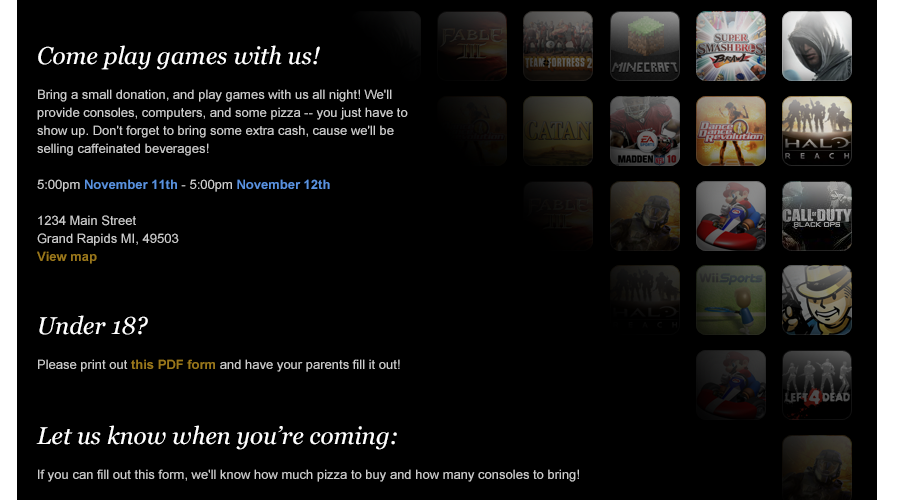 Come play games with us!
Bring a small donation, and play games with us all night! We'll
provide consoles, computers, and some pizza -- you just have to
show up. Don't forget to bring some extra cash, cause we'll be
selling caffeinated beverages!
5:00pm November 11th - 5:00pm November 12th
1234 Main Street
Grand Rapids MI, 49503
View map
Under 18?
Please print out this PDF form and have your parents fill it out!
Let us know when you’re coming:
If you can fill out this form, we'll know how much pizza to buy and how many consoles to bring!
FABLE
III
TEAM FORTRESS 2
MINECRAFT
SUPER
SMASH BROS
BRAWL
CATAN
EA
SPORTS
MADDEN NFL 10
Dance
Dance
Revolution
HALO
REACH
FABLE
III
CALL OF DUTY
BLACK OPS
HALO
REACH
Wii Sports
LEFT 4 DEAD